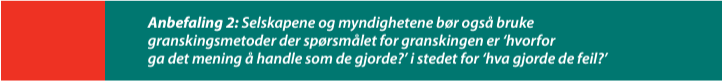 Anbefaling 2: Selskapene og myndighetene bør også bruke
granskingsmetoder der spørsmålet for granskingen er ‘hvorfor
ga det mening å handle som de gjorde?’ i stedet for ‘hva gjorde de feil?’